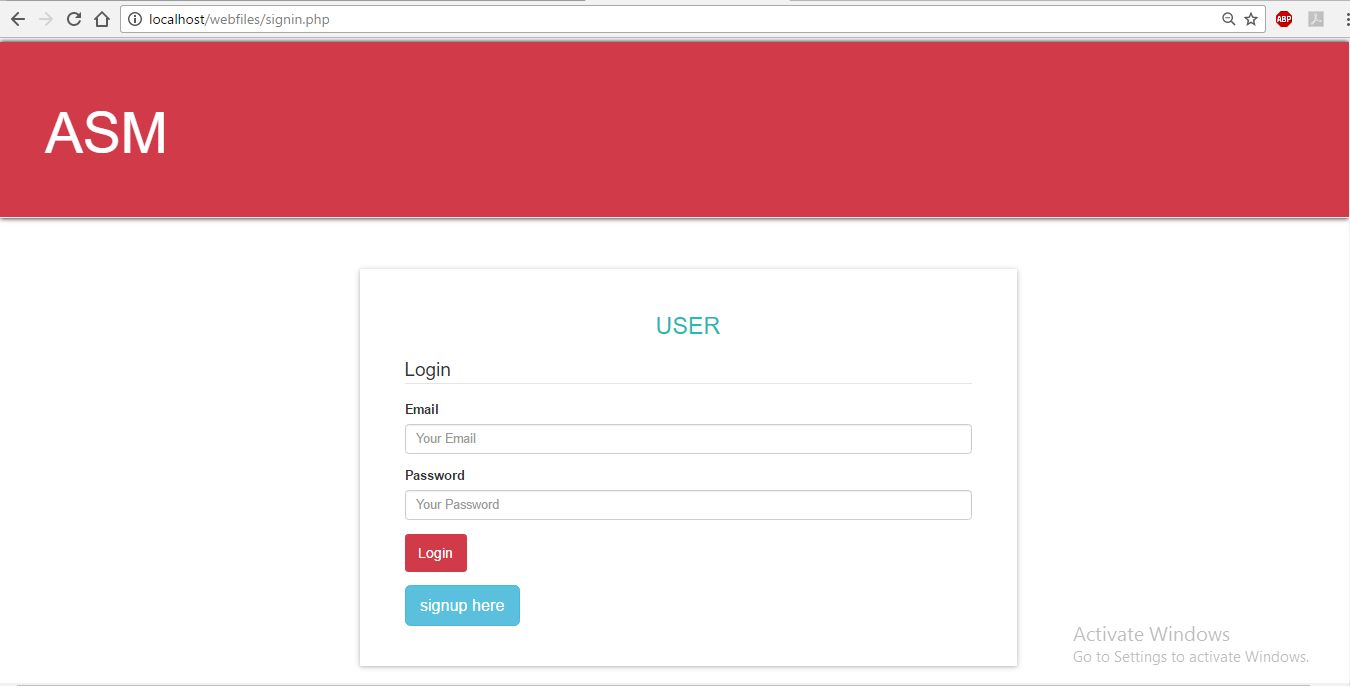 localhost/webfiles/signin.php
ABP
ASM
USER
Login
Email
Your Email
Password
Your Password
Login
signup here
Activate Windows
Go to Settings to activate Windows.